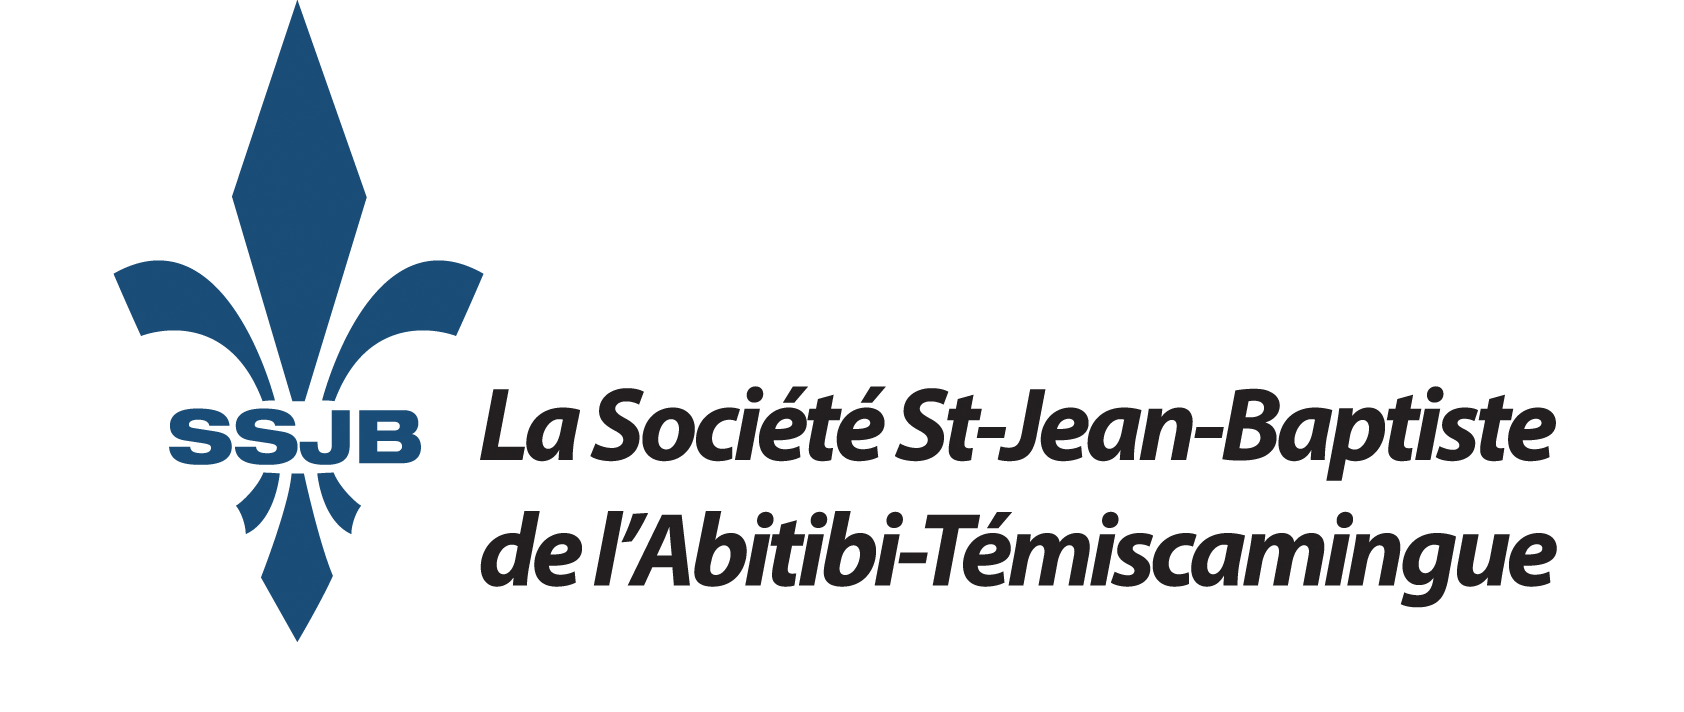 SSJB
La Société St-Jean-Baptiste
de l’Abitibi-Témiscamingue